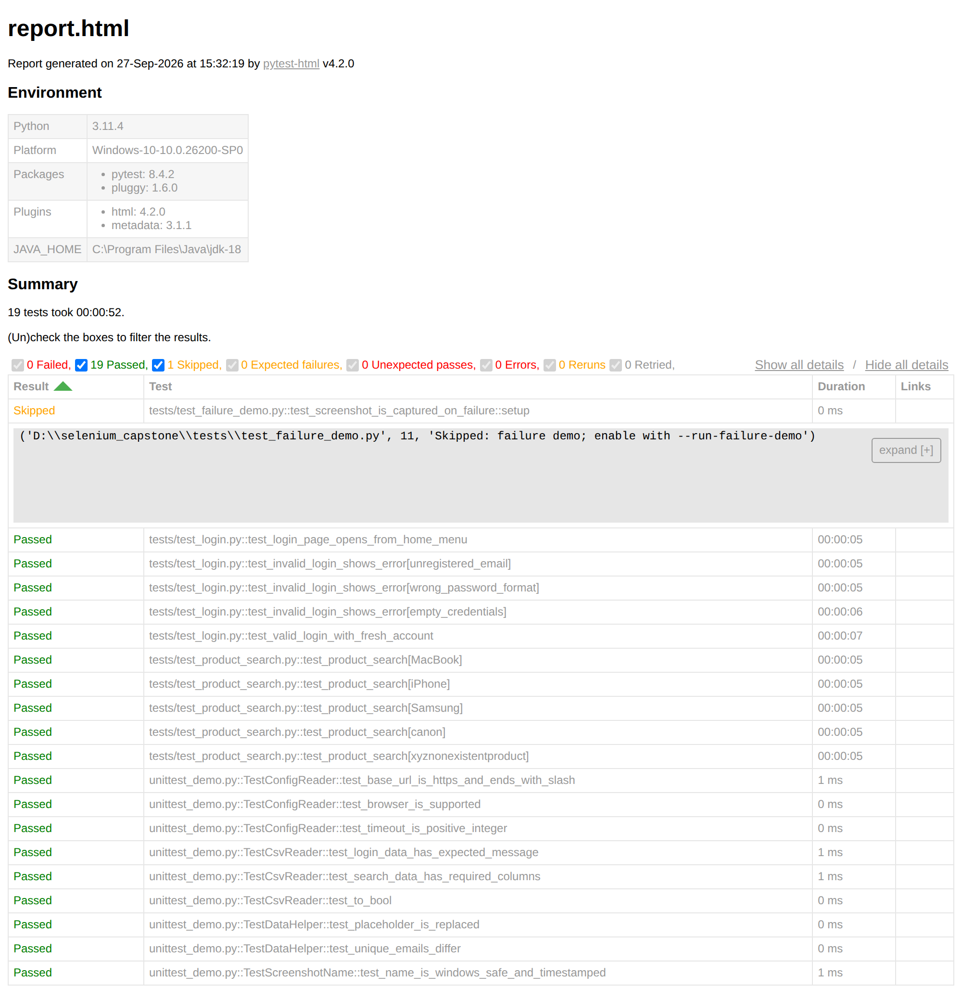 report.html
Report generated on 27-Sep-2026 at 15:32:19 by pytest-html v4.2.0
Environment
Python 3.11.4
Platform Windows-10-10.0.26200-SP0
Packages
pytest: 8.4.2
pluggy: 1.6.0
Plugins
html: 4.2.0
metadata: 3.1.1
JAVA_HOME C:\Program Files\Java\jdk-18
Summary
19 tests took 00:00:52.
(Un)check the boxes to filter the results.
0 Failed, 19 Passed, 1 Skipped, 0 Expected failures, 0 Unexpected passes, 0 Errors, 0 Reruns 0 Retried, Show all details / Hide all details
Result Test Duration Links
Skipped tests/test_failure_demo.py::test_screenshot_is_captured_on_failure::setup 0 ms
('D:\\selenium_capstone\\tests\\test_failure_demo.py', 11, 'Skipped: failure demo; enable with --run-failure-demo')
expand [+]
Passed tests/test_login.py::test_login_page_opens_from_home_menu 00:00:05
Passed tests/test_login.py::test_invalid_login_shows_error[unregistered_email] 00:00:05
Passed tests/test_login.py::test_invalid_login_shows_error[wrong_password_format] 00:00:05
Passed tests/test_login.py::test_invalid_login_shows_error[empty_credentials] 00:00:06
Passed tests/test_login.py::test_valid_login_with_fresh_account 00:00:07
Passed tests/test_product_search.py::test_product_search[MacBook] 00:00:05
Passed tests/test_product_search.py::test_product_search[iPhone] 00:00:05
Passed tests/test_product_search.py::test_product_search[Samsung] 00:00:05
Passed tests/test_product_search.py::test_product_search[canon] 00:00:05
Passed tests/test_product_search.py::test_product_search[xyznonexistentproduct] 00:00:05
Passed unittest_demo.py::TestConfigReader::test_base_url_is_https_and_ends_with_slash 1 ms
Passed unittest_demo.py::TestConfigReader::test_browser_is_supported 0 ms
Passed unittest_demo.py::TestConfigReader::test_timeout_is_positive_integer 0 ms
Passed unittest_demo.py::TestCsvReader::test_login_data_has_expected_message 1 ms
Passed unittest_demo.py::TestCsvReader::test_search_data_has_required_columns 1 ms
Passed unittest_demo.py::TestCsvReader::test_to_bool 0 ms
Passed unittest_demo.py::TestDataHelper::test_placeholder_is_replaced 0 ms
Passed unittest_demo.py::TestDataHelper::test_unique_emails_differ 0 ms
Passed unittest_demo.py::TestScreenshotName::test_name_is_windows_safe_and_timestamped 1 ms